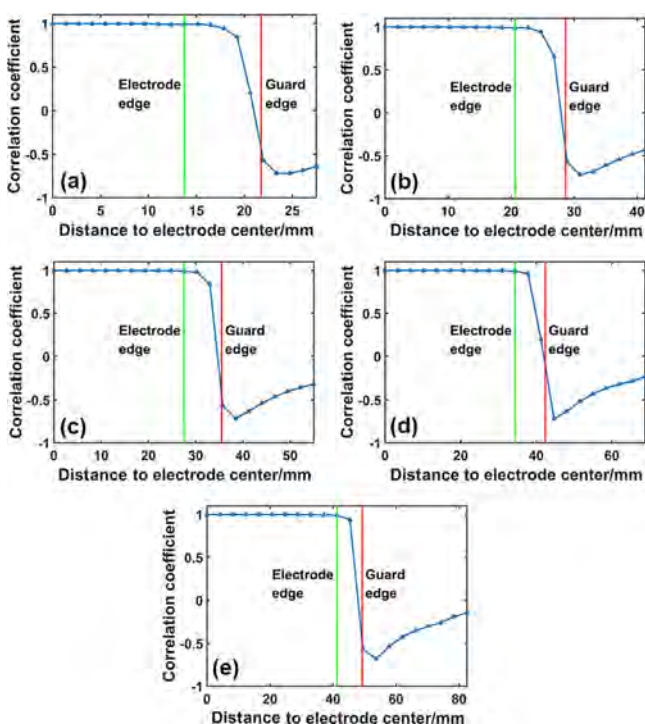 1
0.5
0
-0.5
-1
Correlation coefficient
Electrode edge
Guard edge
(a)
0 5 10 15 20 25
Distance to electrode center/mm
1
0.5
0
-0.5
-1
Correlation coefficient
Electrode edge
Guard edge
(b)
0 10 20 30 40
Distance to electrode center/mm
1
0.5
0
-0.5
-1
Correlation coefficient
Electrode edge
Guard edge
(c)
0 10 20 30 40 50
Distance to electrode center/mm
1
0.5
0
-0.5
-1
Correlation coefficient
Electrode edge
Guard edge
(d)
0 20 40 60
Distance to electrode center/mm
1
0.5
0
-0.5
-1
Correlation coefficient
Electrode edge
Guard edge
(e)
0 20 40 60 80
Distance to electrode center/mm